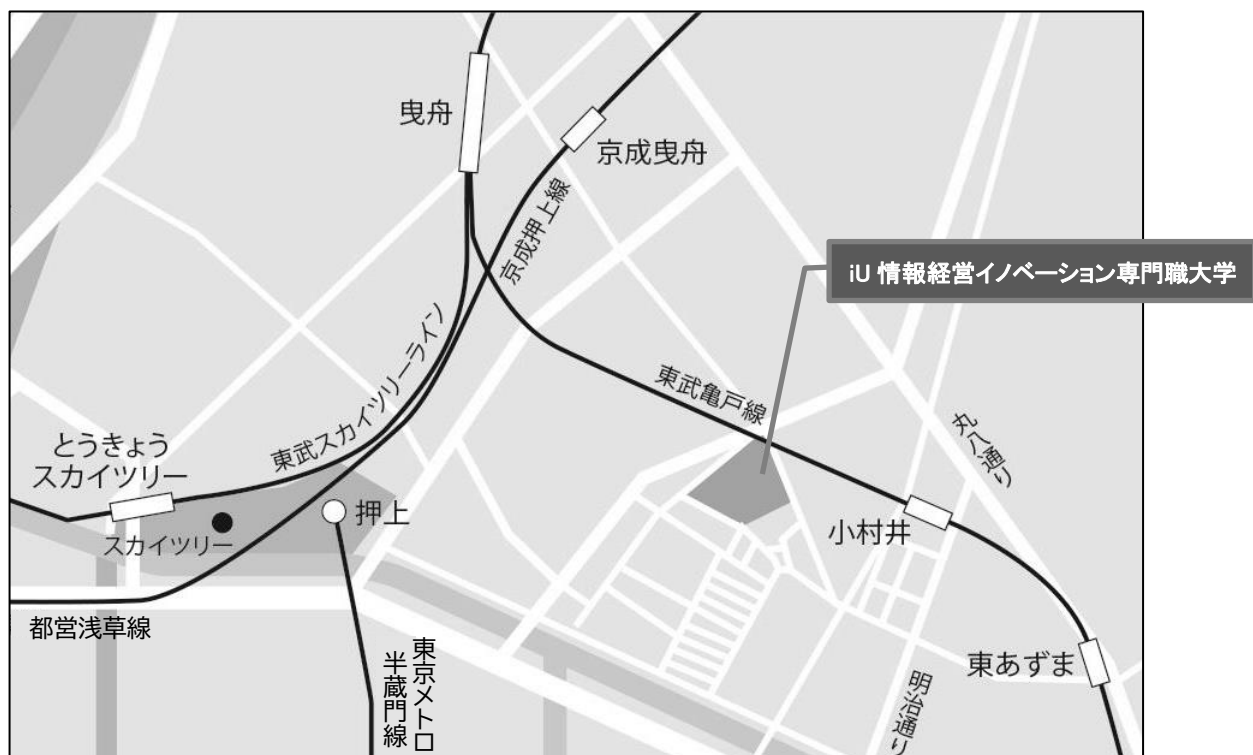 曳舟
京成曳舟
京成押上線
iU 情報経営イノベーション専門職大学
東武スカイツリーライン
東武亀戸線
丸八通り
とうきょう
スカイツリー
押上
スカイツリー
小村井
都営浅草線
東京メトロ
半蔵門線
東あずま
明治通り